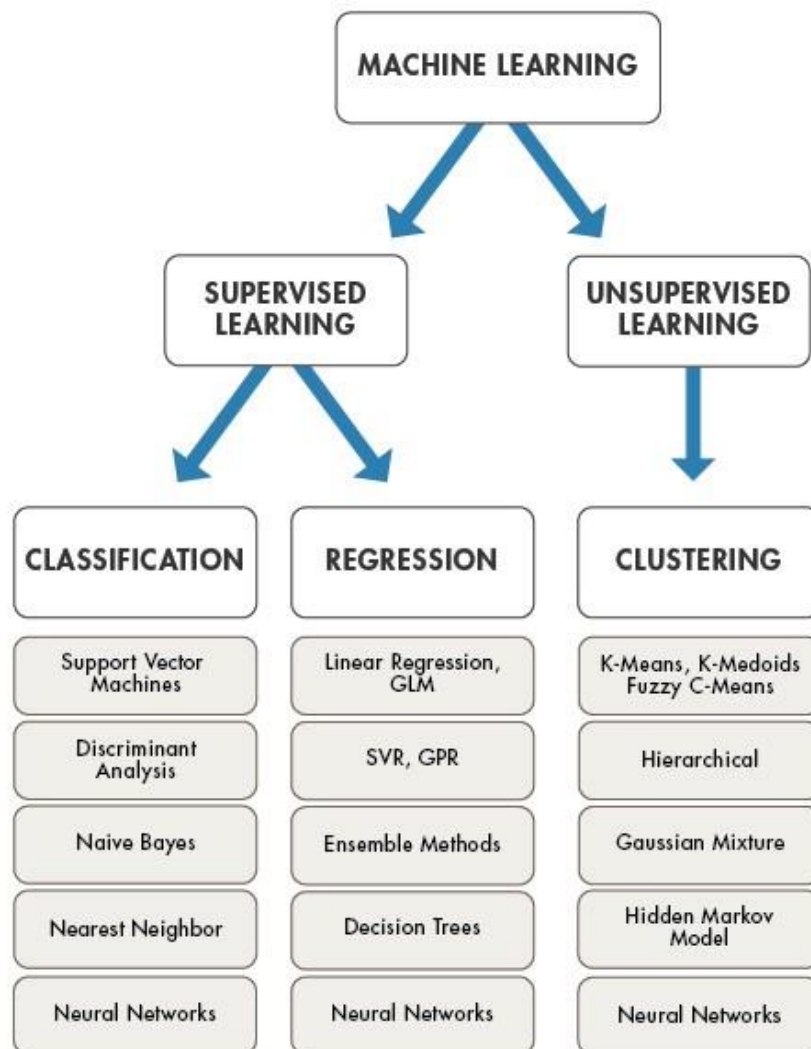 MACHINE LEARNING
SUPERVISED
LEARNING
UNSUPERVISED
LEARNING
CLASSIFICATION
Support Vector
Machines
Discriminant
Analysis
Naive Bayes
Nearest Neighbor
Neural Networks
REGRESSION
Linear Regression,
GLM
SVR, GPR
Ensemble Methods
Decision Trees
Neural Networks
CLUSTERING
K-Means, K-Medoids
Fuzzy C-Means
Hierarchical
Gaussian Mixture
Hidden Markov
Model
Neural Networks